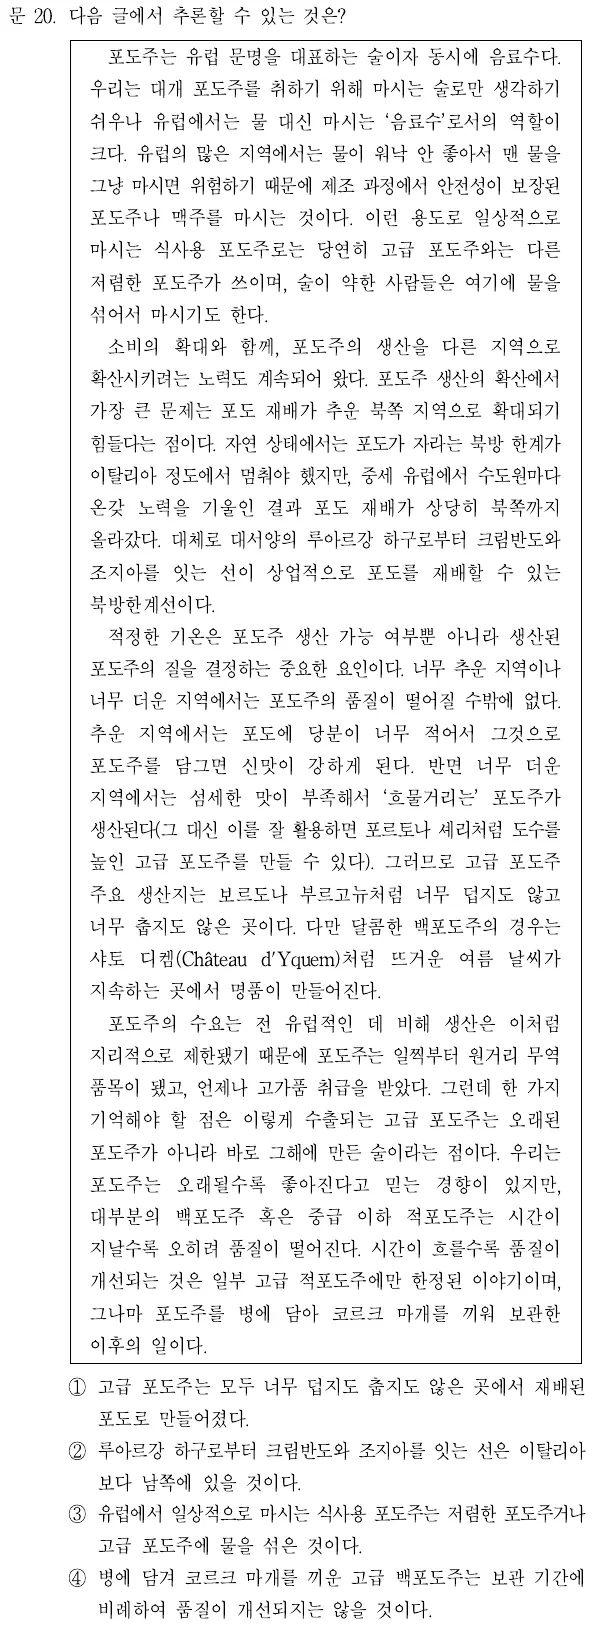 문 20. 다음 글에서 추론할 수 있는 것은?
포도주는 유럽 문명을 대표하는 술이자 동시에 음료수다.
우리는 대개 포도주를 취하기 위해 마시는 술로만 생각하기
쉬우나 유럽에서는 물 대신 마시는 ‘음료수’로서의 역할이
크다. 유럽의 많은 지역에서는 물이 워낙 안 좋아서 맨 물을
그냥 마시면 위험하기 때문에 제조 과정에서 안전성이 보장된
포도주나 맥주를 마시는 것이다. 이런 용도로 일상적으로
마시는 식사용 포도주로는 당연히 고급 포도주와는 다른
저렴한 포도주가 쓰이며, 술이 약한 사람들은 여기에 물을
섞어서 마시기도 한다.
소비의 확대와 함께, 포도주의 생산을 다른 지역으로
확산시키려는 노력도 계속되어 왔다. 포도주 생산의 확산에서
가장 큰 문제는 포도 재배가 추운 북쪽 지역으로 확대되기
힘들다는 점이다. 자연 상태에서는 포도가 자라는 북방 한계가
이탈리아 정도에서 멈춰야 했지만, 중세 유럽에서 수도원마다
온갖 노력을 기울인 결과 포도 재배가 상당히 북쪽까지
올라갔다. 대체로 대서양의 루아르강 하구로부터 크림반도와
조지아를 잇는 선이 상업적으로 포도를 재배할 수 있는
북방한계선이다.
적정한 기온은 포도주 생산 가능 여부뿐 아니라 생산된
포도주의 질을 결정하는 중요한 요인이다. 너무 추운 지역이나
너무 더운 지역에서는 포도주의 품질이 떨어질 수밖에 없다.
추운 지역에서는 포도에 당분이 너무 적어서 그것으로
포도주를 담그면 신맛이 강하게 된다. 반면 너무 더운
지역에서는 섬세한 맛이 부족해서 ‘흐물거리는’ 포도주가
생산된다(그 대신 이를 잘 활용하면 포르토나 셰리처럼 도수를
높인 고급 포도주를 만들 수 있다). 그러므로 고급 포도주
주요 생산지는 보르도나 부르고뉴처럼 너무 덥지도 않고
너무 춥지도 않은 곳이다. 다만 달콤한 백포도주의 경우는
샤토 디켐(Château d′Yquem)처럼 뜨거운 여름 날씨가
지속하는 곳에서 명품이 만들어진다.
포도주의 수요는 전 유럽적인 데 비해 생산은 이처럼
지리적으로 제한됐기 때문에 포도주는 일찍부터 원거리 무역
품목이 됐고, 언제나 고가품 취급을 받았다. 그런데 한 가지
기억해야 할 점은 이렇게 수출되는 고급 포도주는 오래된
포도주가 아니라 바로 그해에 만든 술이라는 점이다. 우리는
포도주는 오래될수록 좋아진다고 믿는 경향이 있지만,
대부분의 백포도주 혹은 중급 이하 적포도주는 시간이
지날수록 오히려 품질이 떨어진다. 시간이 흐를수록 품질이
개선되는 것은 일부 고급 적포도주에만 한정된 이야기이며,
그나마 포도주를 병에 담아 코르크 마개를 끼워 보관한
이후의 일이다.
① 고급 포도주는 모두 너무 덥지도 춥지도 않은 곳에서 재배된
포도로 만들어졌다.
② 루아르강 하구로부터 크림반도와 조지아를 잇는 선은 이탈리아
보다 남쪽에 있을 것이다.
③ 유럽에서 일상적으로 마시는 식사용 포도주는 저렴한 포도주거나
고급 포도주에 물을 섞은 것이다.
④ 병에 담겨 코르크 마개를 끼운 고급 백포도주는 보관 기간에
비례하여 품질이 개선되지는 않을 것이다.